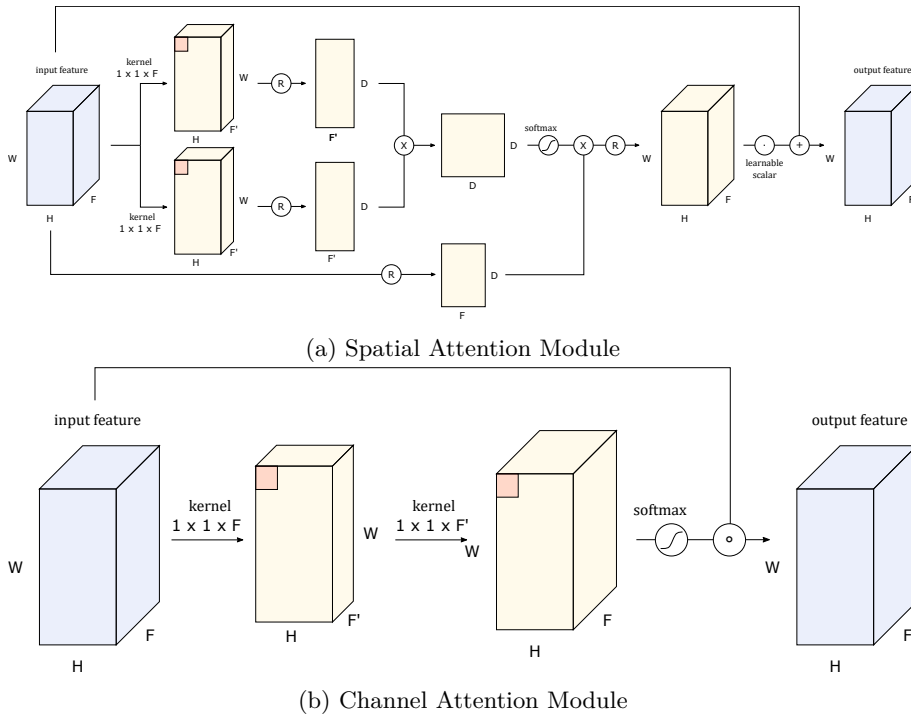 input feature
W
H
F
kernel
1 x 1 x F
kernel
1 x 1 x F
W
H
F'
W
H
F'
R
R
D
F'
D
F'
X
D
D
softmax
X
R
R
D
F
W
H
F
·
learnable
scalar
+
output feature
W
H
F
(a) Spatial Attention Module
input feature
W
H
F
kernel
1 x 1 x F
W
H
F'
kernel
1 x 1 x F'
W
H
F
softmax
output feature
W
H
F
(b) Channel Attention Module